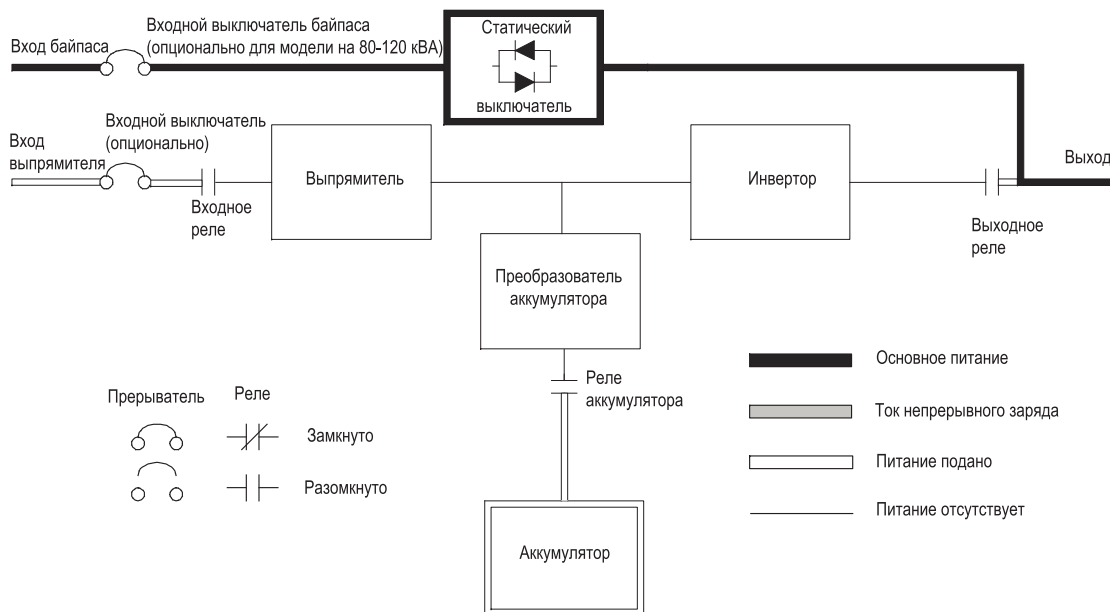 Вход байпаса
Входной выключатель байпаса
(опционально для модели на 80-120 кВА)
Статический
выключатель
Вход
выпрямителя
Входной выключатель
(опционально)
Входное
реле
Выпрямитель
Инвертор
Выход
Выходное
реле
Преобразователь
аккумулятора
Реле
аккумулятора
Аккумулятор
Прерыватель
Реле
Замкнуто
Разомкнуто
Основное питание
Ток непрерывного заряда
Питание подано
Питание отсутствует